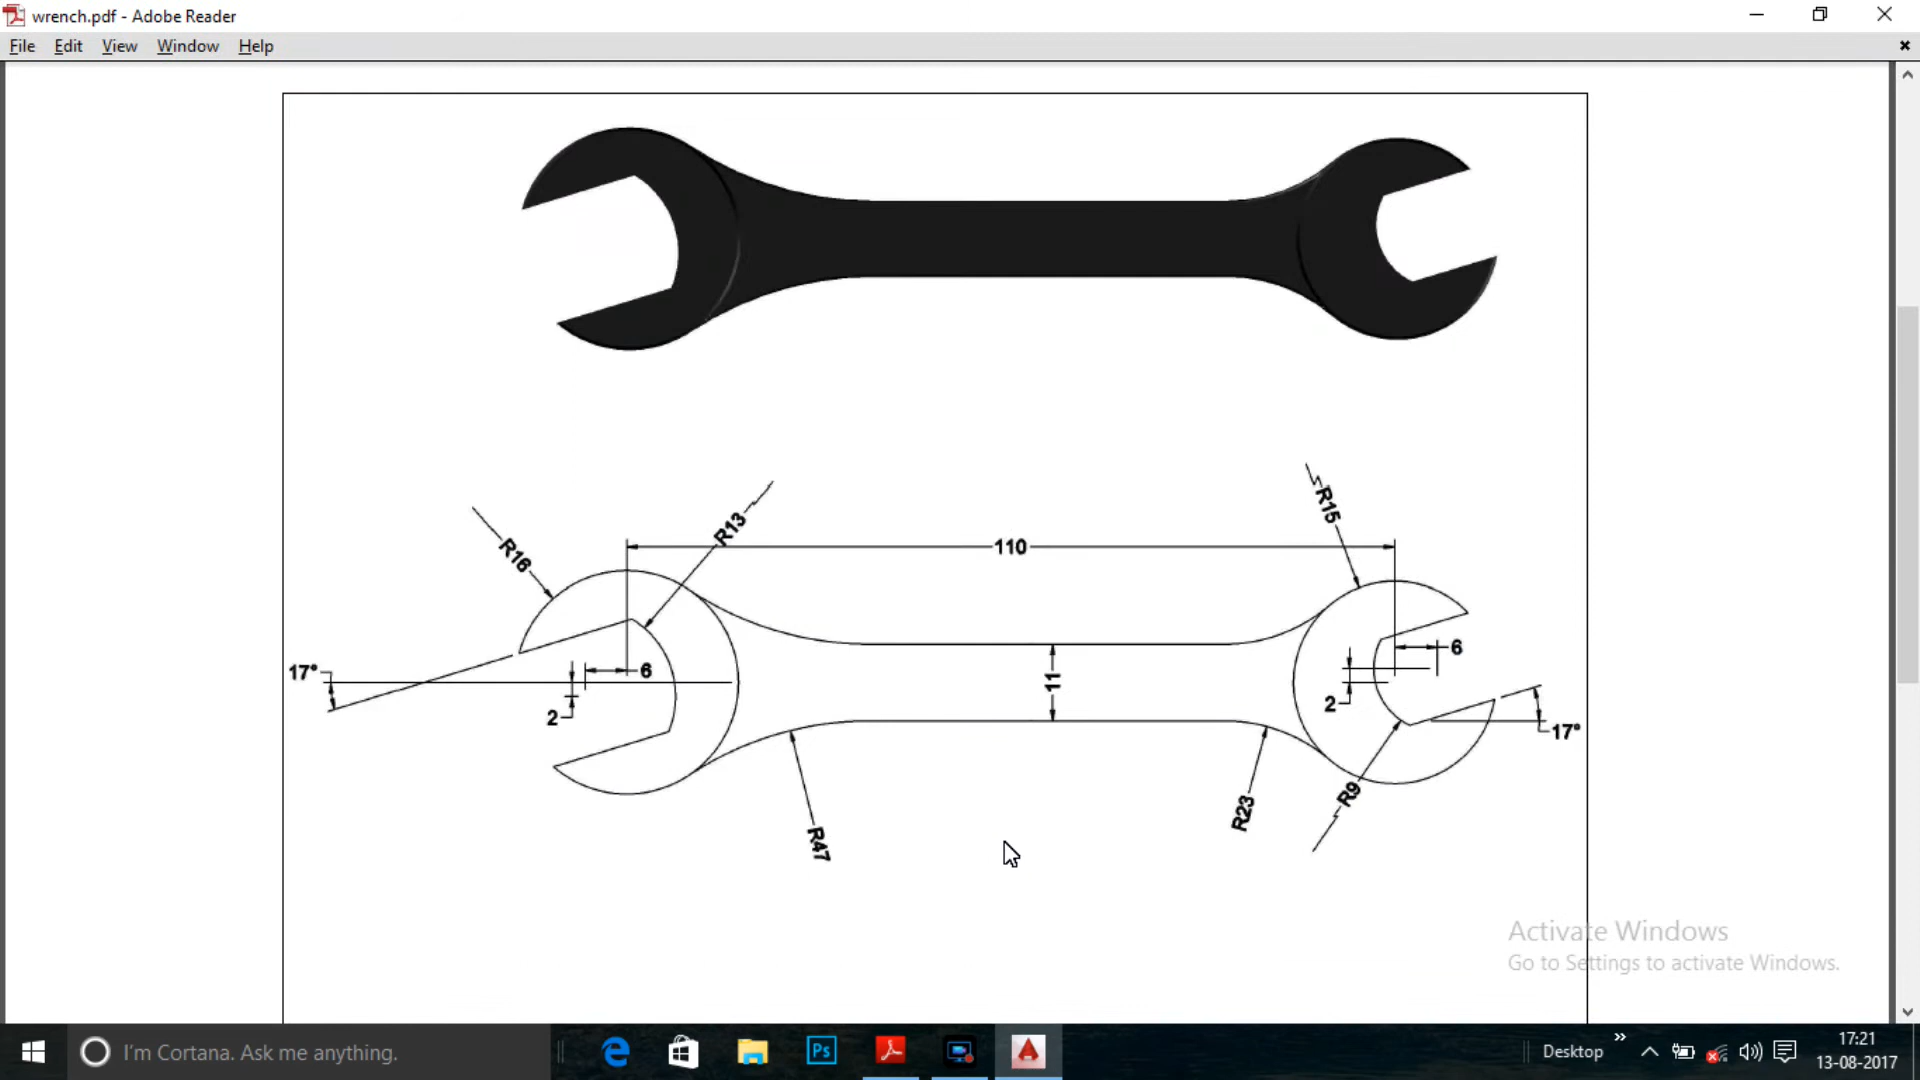 wrench.pdf - Adobe Reader
File Edit View Window Help
R16
R13
110
R15
17°
6
2
11
6
2
17°
R47
R23
R9
Activate Windows
Go to Settings to activate Windows.
I'm Cortana. Ask me anything.
Ps
Desktop
17:21
13-08-2017